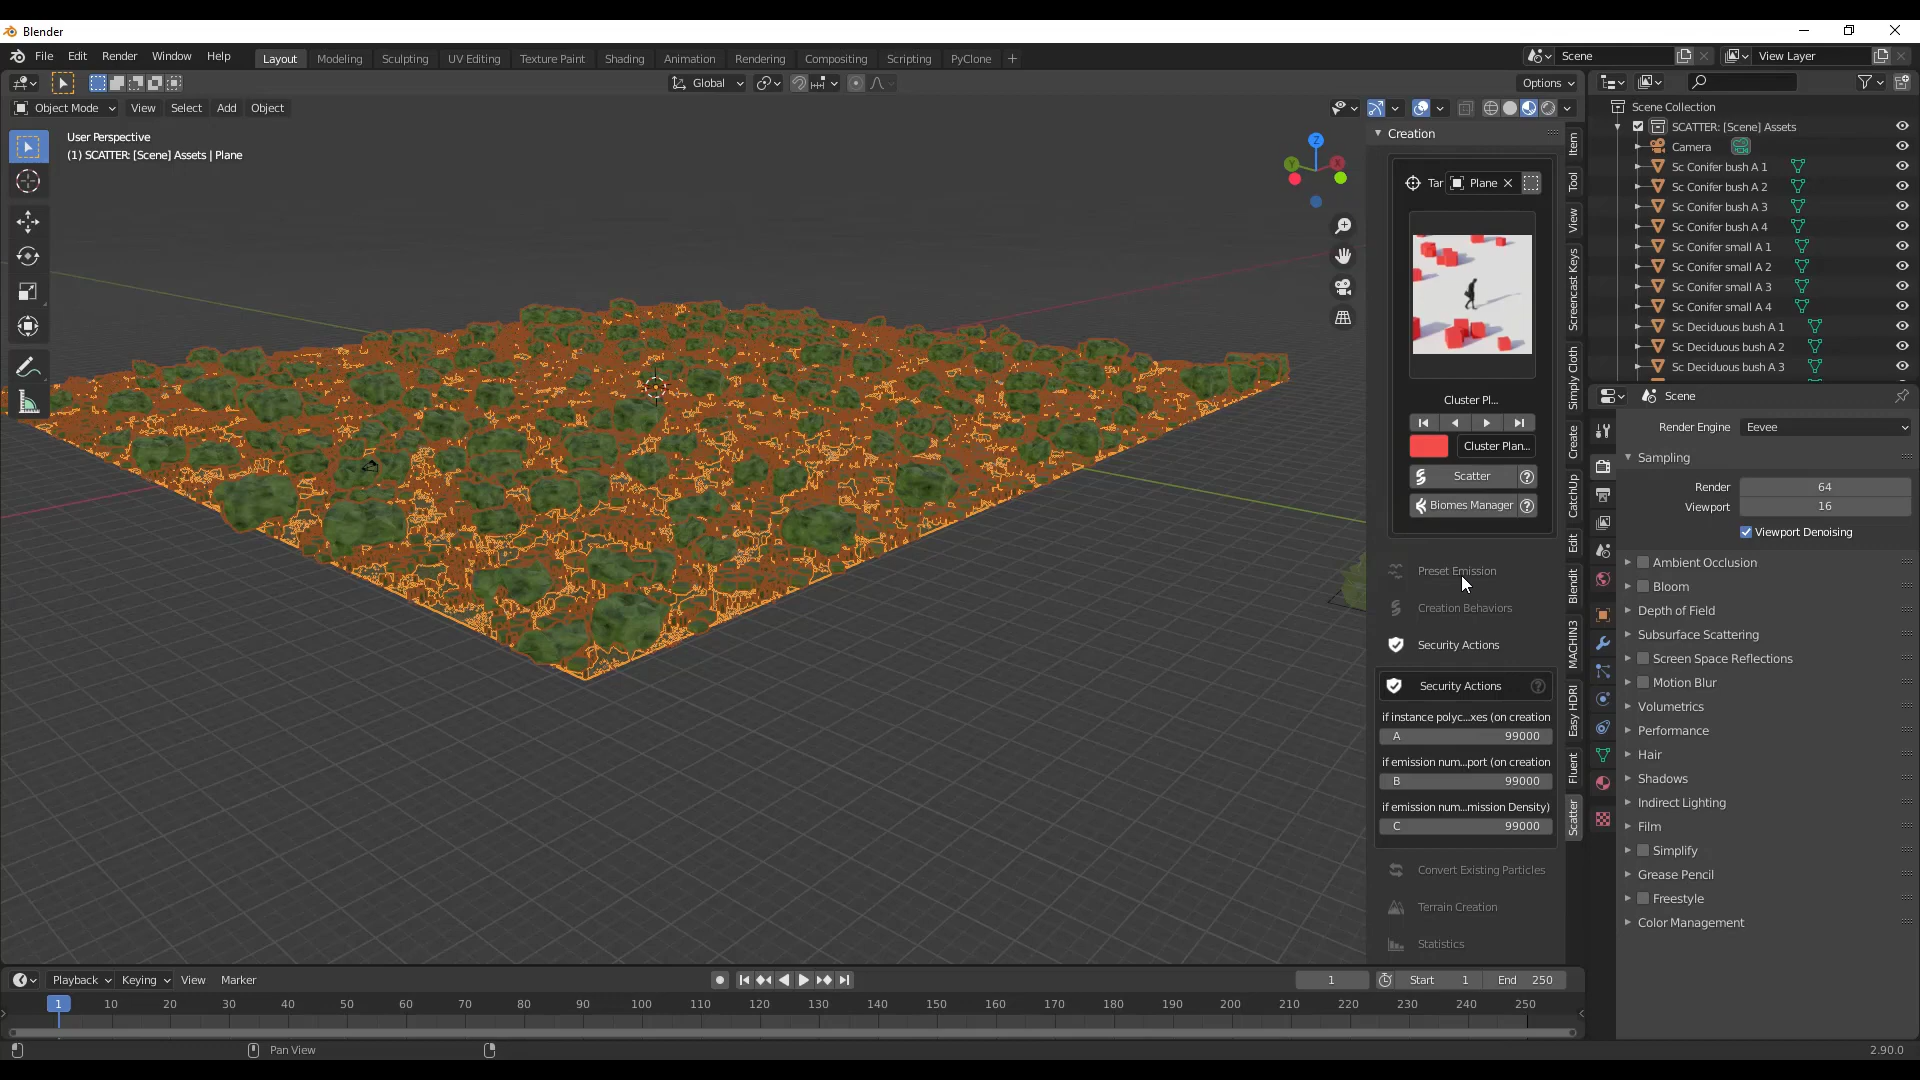 Blender
File Edit Render Window Help
Layout Modeling Sculpting UV Editing Texture Paint Shading Animation Rendering Compositing Scripting PyClone +
Scene
View Layer
Global
Options
Object Mode View Select Add Object
User Perspective
(1) SCATTER: [Scene] Assets | Plane
Z
Y
X
Creation
Tar Plane
Cluster Pl...
Cluster Plan...
Scatter
Biomes Manager
Preset Emission
Creation Behaviors
Security Actions
Security Actions
if instance polyc...xes (on creation
A 99000
if emission num...port (on creation
B 99000
if emission num...mission Density)
C 99000
Convert Existing Particles
Terrain Creation
Statistics
Item
Tool
View
Screencast Keys
Simply Cloth
Create
CatchUp
Edit
Blendit
MACHIN3
Easy HDRI
Fluent
Scatter
Scene Collection
SCATTER: [Scene] Assets
Camera
Sc Conifer bush A 1
Sc Conifer bush A 2
Sc Conifer bush A 3
Sc Conifer bush A 4
Sc Conifer small A 1
Sc Conifer small A 2
Sc Conifer small A 3
Sc Conifer small A 4
Sc Deciduous bush A 1
Sc Deciduous bush A 2
Sc Deciduous bush A 3
Scene
Render Engine Eevee
Sampling
Render 64
Viewport 16
Viewport Denoising
Ambient Occlusion
Bloom
Depth of Field
Subsurface Scattering
Screen Space Reflections
Motion Blur
Volumetrics
Performance
Hair
Shadows
Indirect Lighting
Film
Simplify
Grease Pencil
Freestyle
Color Management
Playback Keying View Marker
1 Start 1 End 250
1 10 20 30 40 50 60 70 80 90 100 110 120 130 140 150 160 170 180 190 200 210 220 230 240 250
Pan View
2.90.0